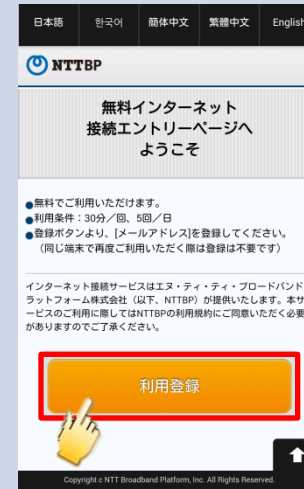 日本語 한국어 簡体中文 繁體中文 English
NTTBP
無料インターネット
接続エントリーページへ
ようこそ
●無料でご利用いただけます。
●利用条件：30分／回、5回／日
●登録ボタンより、[メールアドレス]を登録してください。
（同じ端末で再度ご利用いただく際は登録は不要です）
インターネット接続サービスはエヌ・ティ・ティ・ブロードバンド
ラットフォーム株式会社（以下、NTTBP）が提供いたします。本サ
ービスのご利用に際してはNTTBPの利用規約にご同意いただく必要
がありますのでご了承ください。
利用登録
Copyright c NTT Broadband Platform, Inc. All Rights Reserved.